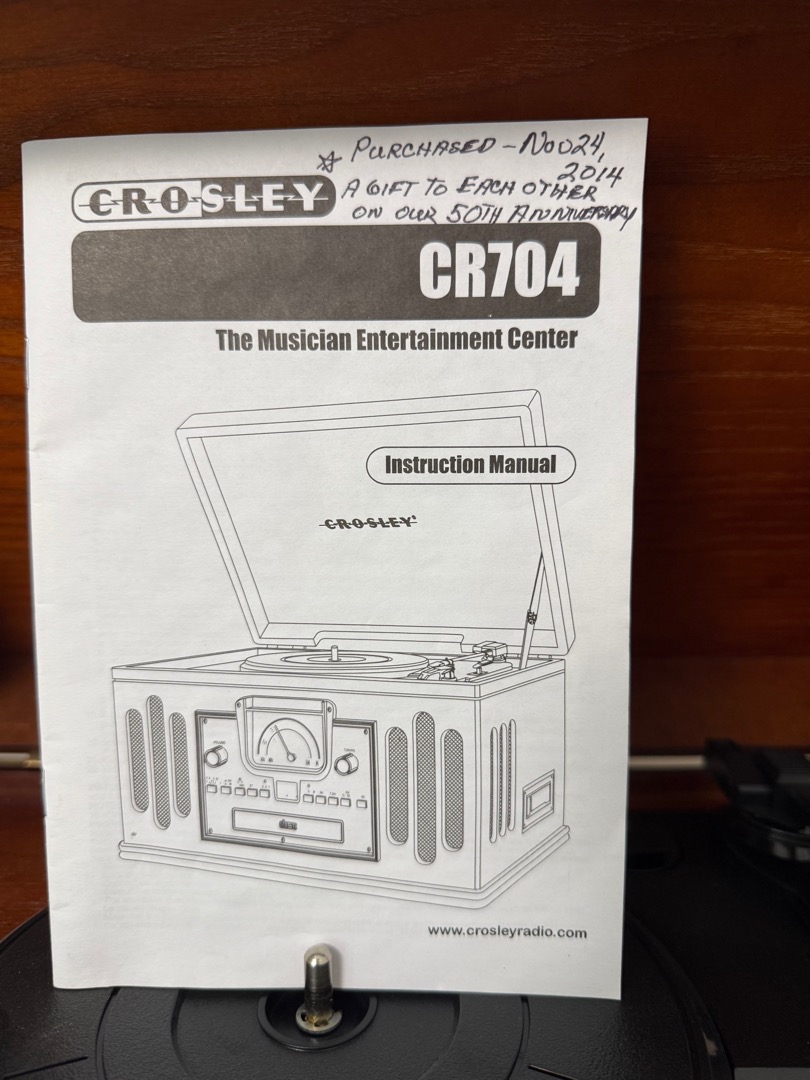 ☆ PURCHASED - NOV 24,
2014
CROSLEY
A GIFT TO EACH OTHER
ON OUR 50TH ANNIVERSARY
CR704
The Musician Entertainment Center
Instruction Manual
CROSLEY
disc
www.crosleyradio.com